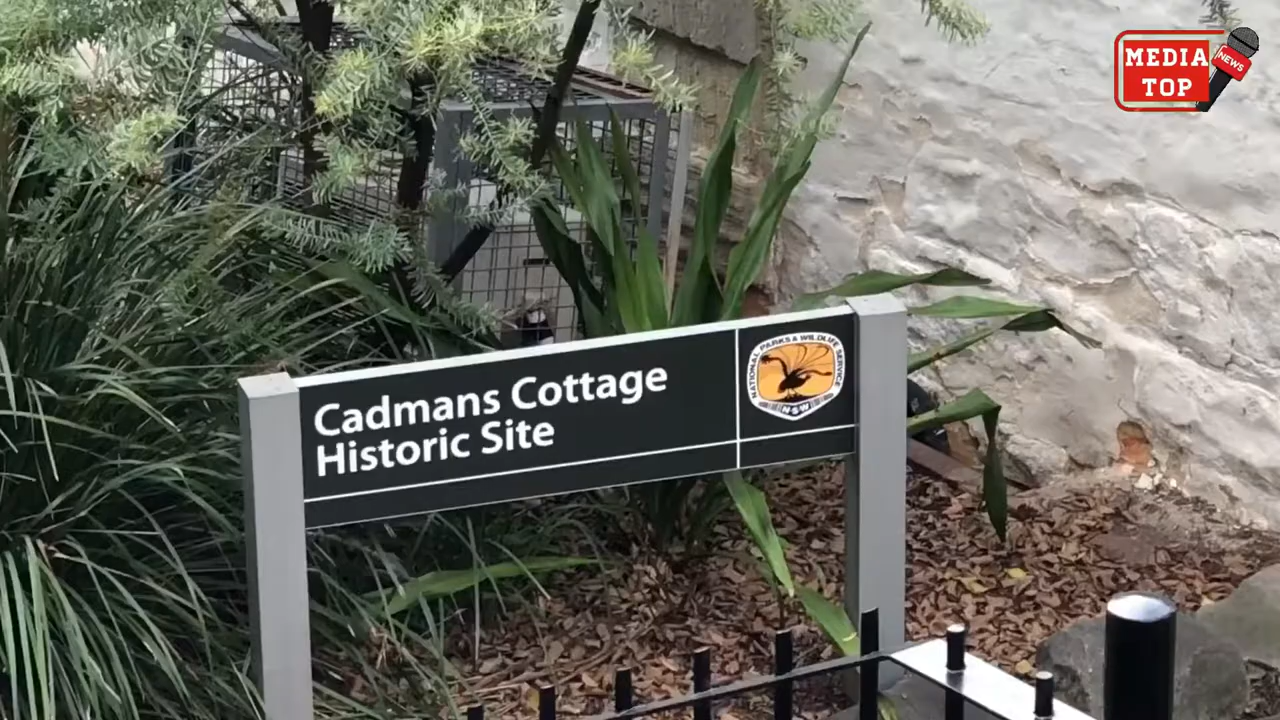 MEDIA
TOP
NEWS
Cadmans Cottage
Historic Site
NATIONAL PARKS & WILDLIFE SERVICE
NSW